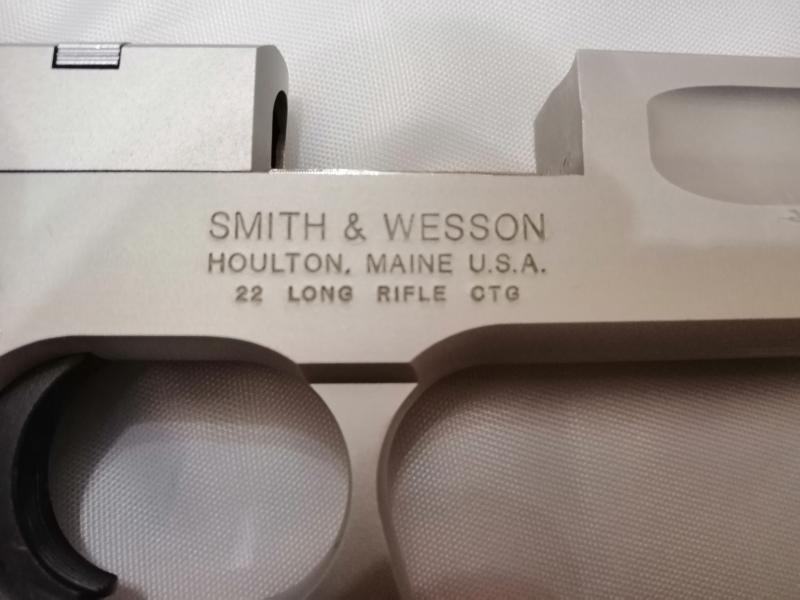 SMITH & WESSON
HOULTON, MAINE U.S.A.
22 LONG RIFLE CTG